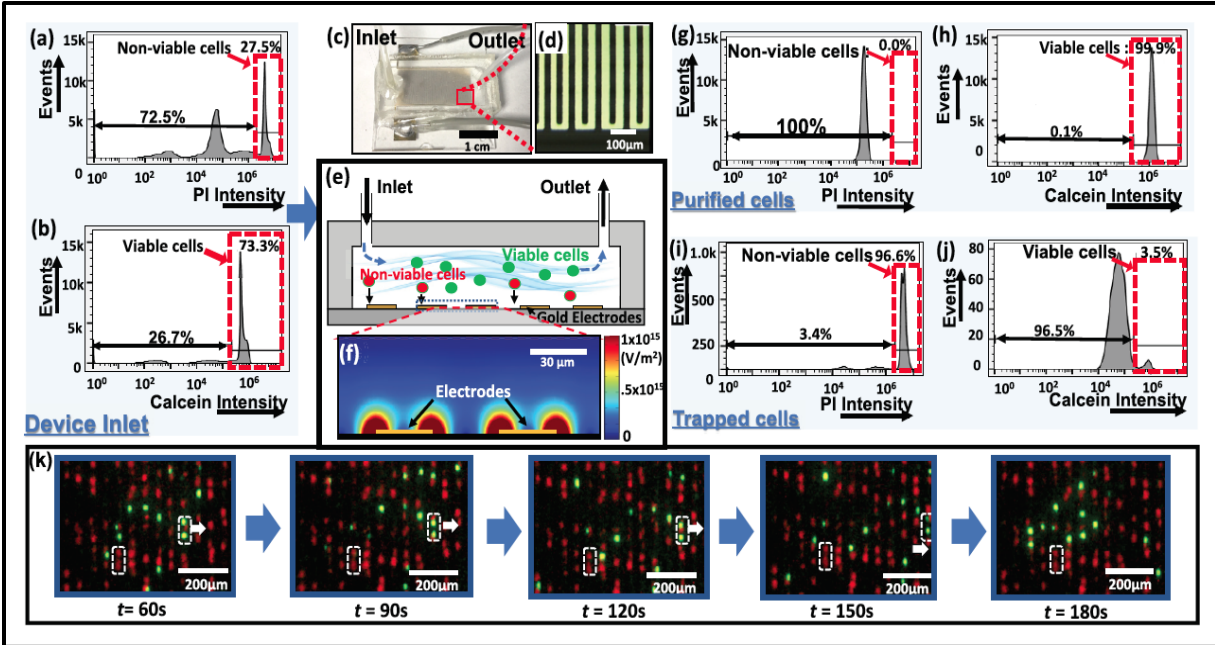 (a)
15k
10k
5k
0
Events
Non-viable cells
27.5%
72.5%
10⁰ 10² 10⁴ 10⁶
PI Intensity
(b)
15k
10k
5k
0
Events
Viable cells
73.3%
26.7%
10⁰ 10² 10⁴ 10⁶
Calcein Intensity
Device Inlet
(c) Inlet Outlet
1 cm
(d)
100μm
(e)
Inlet Outlet
Viable cells
Non-viable cells
Gold Electrodes
(f)
30 μm
Electrodes
1x10¹⁵
(V/m²)
.5x10¹⁵
0
(g)
15k
10k
5k
0
Events
Non-viable cells
0.0%
100%
10⁰ 10² 10⁴ 10⁶
PI Intensity
Purified cells
(h)
15k
10k
5k
0
Events
Viable cells : 99.9%
0.1%
10⁰ 10² 10⁴ 10⁶
Calcein Intensity
(i)
1.0k
750
500
250
0
Events
Non-viable cells 96.6%
3.4%
10⁰ 10² 10⁴ 10⁶
PI Intensity
Trapped cells
(j)
80
60
40
20
0
Events
Viable cells
3.5%
96.5%
10⁰ 10² 10⁴ 10⁶
Calcein Intensity
(k)
200μm 200μm 200μm 200μm 200μm
t = 60s t = 90s t = 120s t = 150s t = 180s